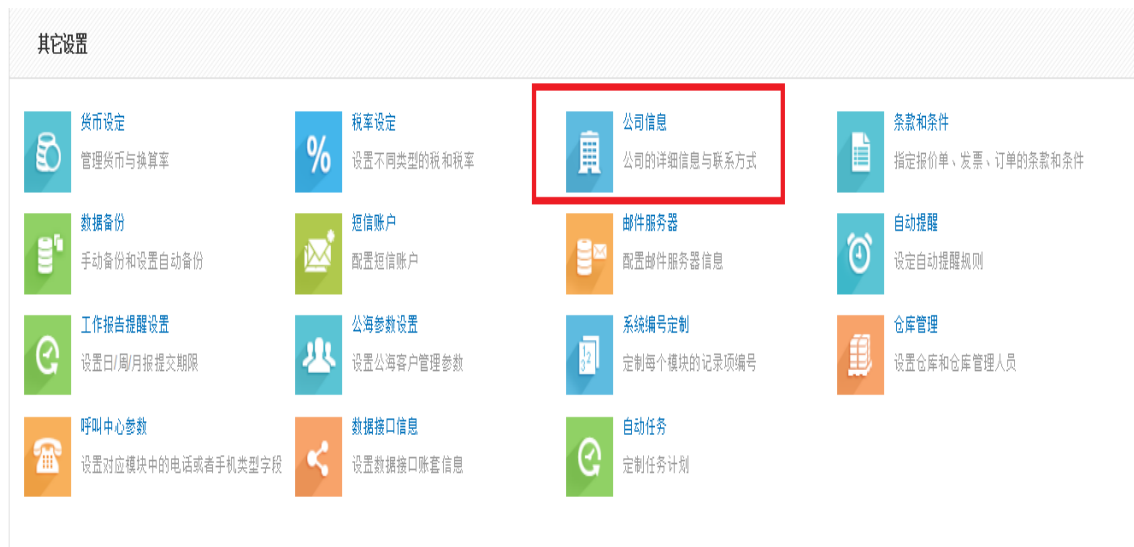 其它设置
货币设定
管理货币与换算率
%
税率设定
设置不同类型的税和税率
公司信息
公司的详细信息与联系方式
条款和条件
指定报价单、发票、订单的条款和条件
数据备份
手动备份和设置自动备份
短信账户
配置短信账户
邮件服务器
配置邮件服务器信息
自动提醒
设定自动提醒规则
工作报告提醒设置
设置日/周/月报提交期限
公海参数设置
设置公海客户管理参数
系统编号定制
定制每个模块的记录项编号
仓库管理
设置仓库和仓库管理人员
呼叫中心参数
设置对应模块中的电话或者手机类型字段
数据接口信息
设置数据接口账套信息
自动任务
定制任务计划